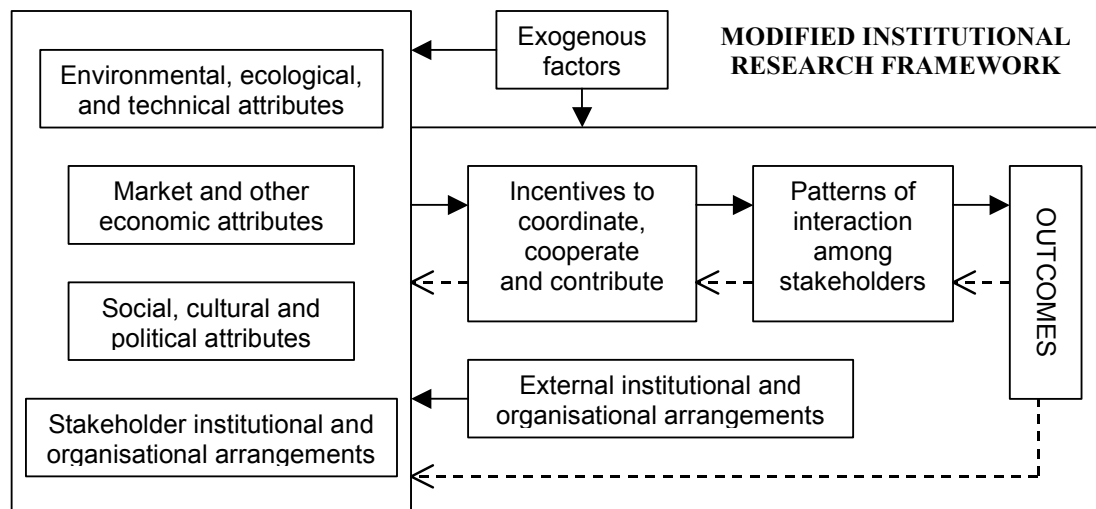 Exogenous
factors
MODIFIED INSTITUTIONAL
RESEARCH FRAMEWORK
Environmental, ecological,
and technical attributes
Market and other
economic attributes
Social, cultural and
political attributes
Stakeholder institutional and
organisational arrangements
Incentives to
coordinate,
cooperate
and contribute
Patterns of
interaction
among
stakeholders
OUTCOMES
External institutional and
organisational arrangements